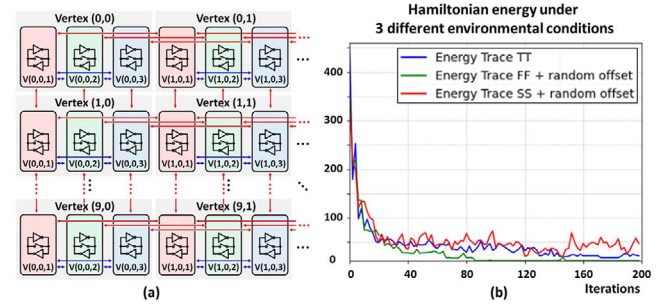 Vertex (0,0) Vertex (0,1)
V(0,0,1) V(0,0,2) V(0,0,3) V(1,0,1) V(1,0,2) V(1,0,3)
Vertex (1,0) Vertex (1,1)
V(0,0,1) V(0,0,2) V(0,0,3) V(1,0,1) V(1,0,2) V(1,0,3)
Vertex (9,0) Vertex (9,1)
V(0,0,1) V(0,0,2) V(0,0,3) V(1,0,1) V(1,0,2) V(1,0,3)
(a)
Hamiltonian energy under
3 different environmental conditions
Energy Trace TT
Energy Trace FF + random offset
Energy Trace SS + random offset
400
300
200
100
50
10
0 40 80 120 160 200
Iterations
(b)